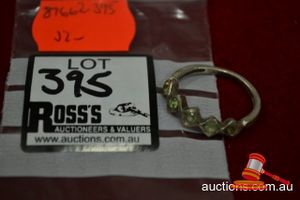 87662-395
32-
LOT
395
ROSS'S
AUCTIONEERS & VALUERS
www.auctions.com.au
auctions.com.au